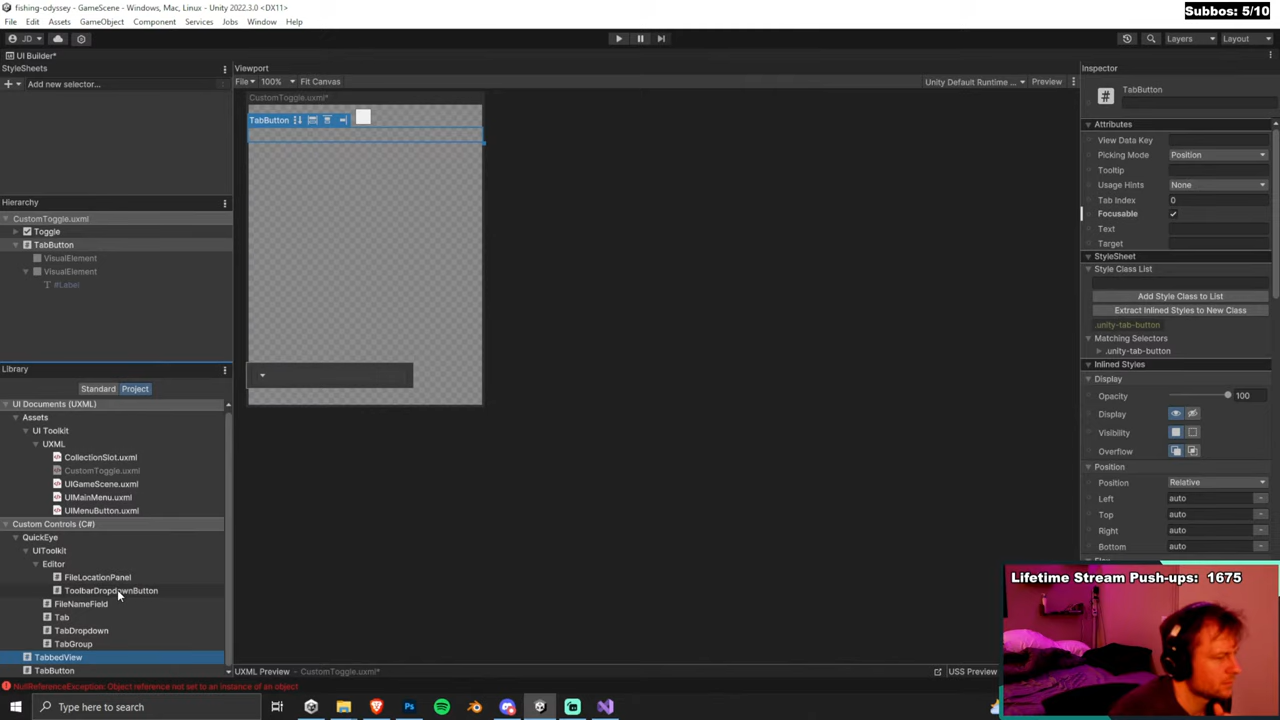 fishing-odyssey - GameScene - Windows, Mac, Linux - Unity 2022.3.0 <DX11>
Subbos: 5/10
File Edit Assets GameObject Component Services Jobs Window Help
JD
Layers Layout
UI Builder*
StyleSheets
Viewport
Inspector
Add new selector...
File 100% Fit Canvas
Unity Default Runtime ... Preview
TabButton
CustomToggle.uxml*
TabButton
Attributes
View Data Key
Picking Mode Position
Tooltip
Usage Hints None
Tab Index 0
Focusable
Text
Target
Hierarchy
CustomToggle.uxml
Toggle
TabButton
VisualElement
VisualElement
#Label
StyleSheet
Style Class List
Add Style Class to List
Extract Inlined Styles to New Class
.unity-tab-button
Matching Selectors
.unity-tab-button
Inlined Styles
Display
Opacity 100
Display
Visibility
Overflow
Position
Position Relative
Left auto
Top auto
Right auto
Bottom auto
Library
Standard Project
UI Documents (UXML)
Assets
UI Toolkit
UXML
CollectionSlot.uxml
CustomToggle.uxml
UIGameScene.uxml
UIMainMenu.uxml
UIMenuButton.uxml
Custom Controls (C#)
QuickEye
UIToolkit
Editor
FileLocationPanel
ToolbarDropdownButton
FileNameField
Tab
TabDropdown
TabGroup
TabbedView
TabButton
Lifetime Stream Push-ups: 1675
UXML Preview CustomToggle.uxml*
USS Preview
NullReferenceException: Object reference not set to an instance of an object
Type here to search